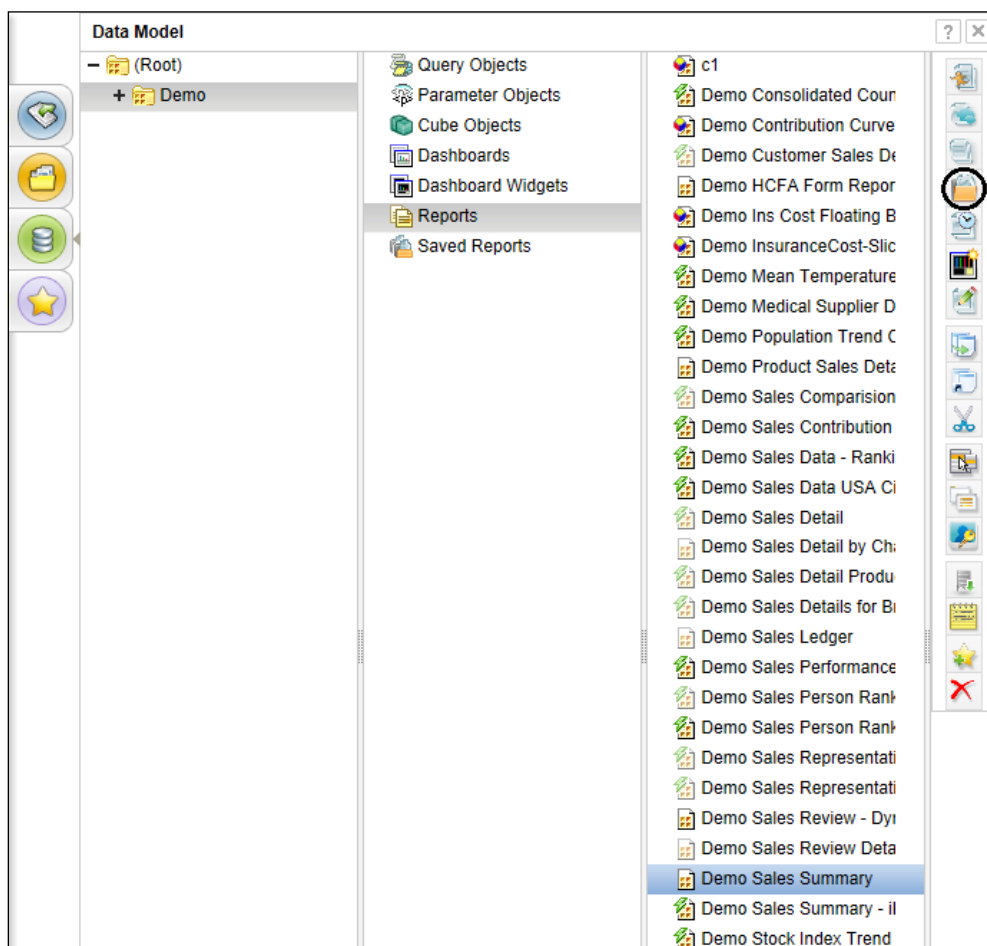 Data Model
?
(Root)
Demo
Query Objects
Parameter Objects
Cube Objects
Dashboards
Dashboard Widgets
Reports
Saved Reports
c1
Demo Consolidated Coun
Demo Contribution Curve
Demo Customer Sales De
Demo HCFA Form Repor
Demo Ins Cost Floating B
Demo InsuranceCost-Slic
Demo Mean Temperature
Demo Medical Supplier D
Demo Population Trend C
Demo Product Sales Deta
Demo Sales Comparision
Demo Sales Contribution
Demo Sales Data - Ranki
Demo Sales Data USA Ci
Demo Sales Detail
Demo Sales Detail by Cha
Demo Sales Detail Produ
Demo Sales Details for Br
Demo Sales Ledger
Demo Sales Performance
Demo Sales Person Rank
Demo Sales Person Rank
Demo Sales Representati
Demo Sales Representati
Demo Sales Review - Dyn
Demo Sales Review Deta
Demo Sales Summary
Demo Sales Summary - iI
Demo Stock Index Trend